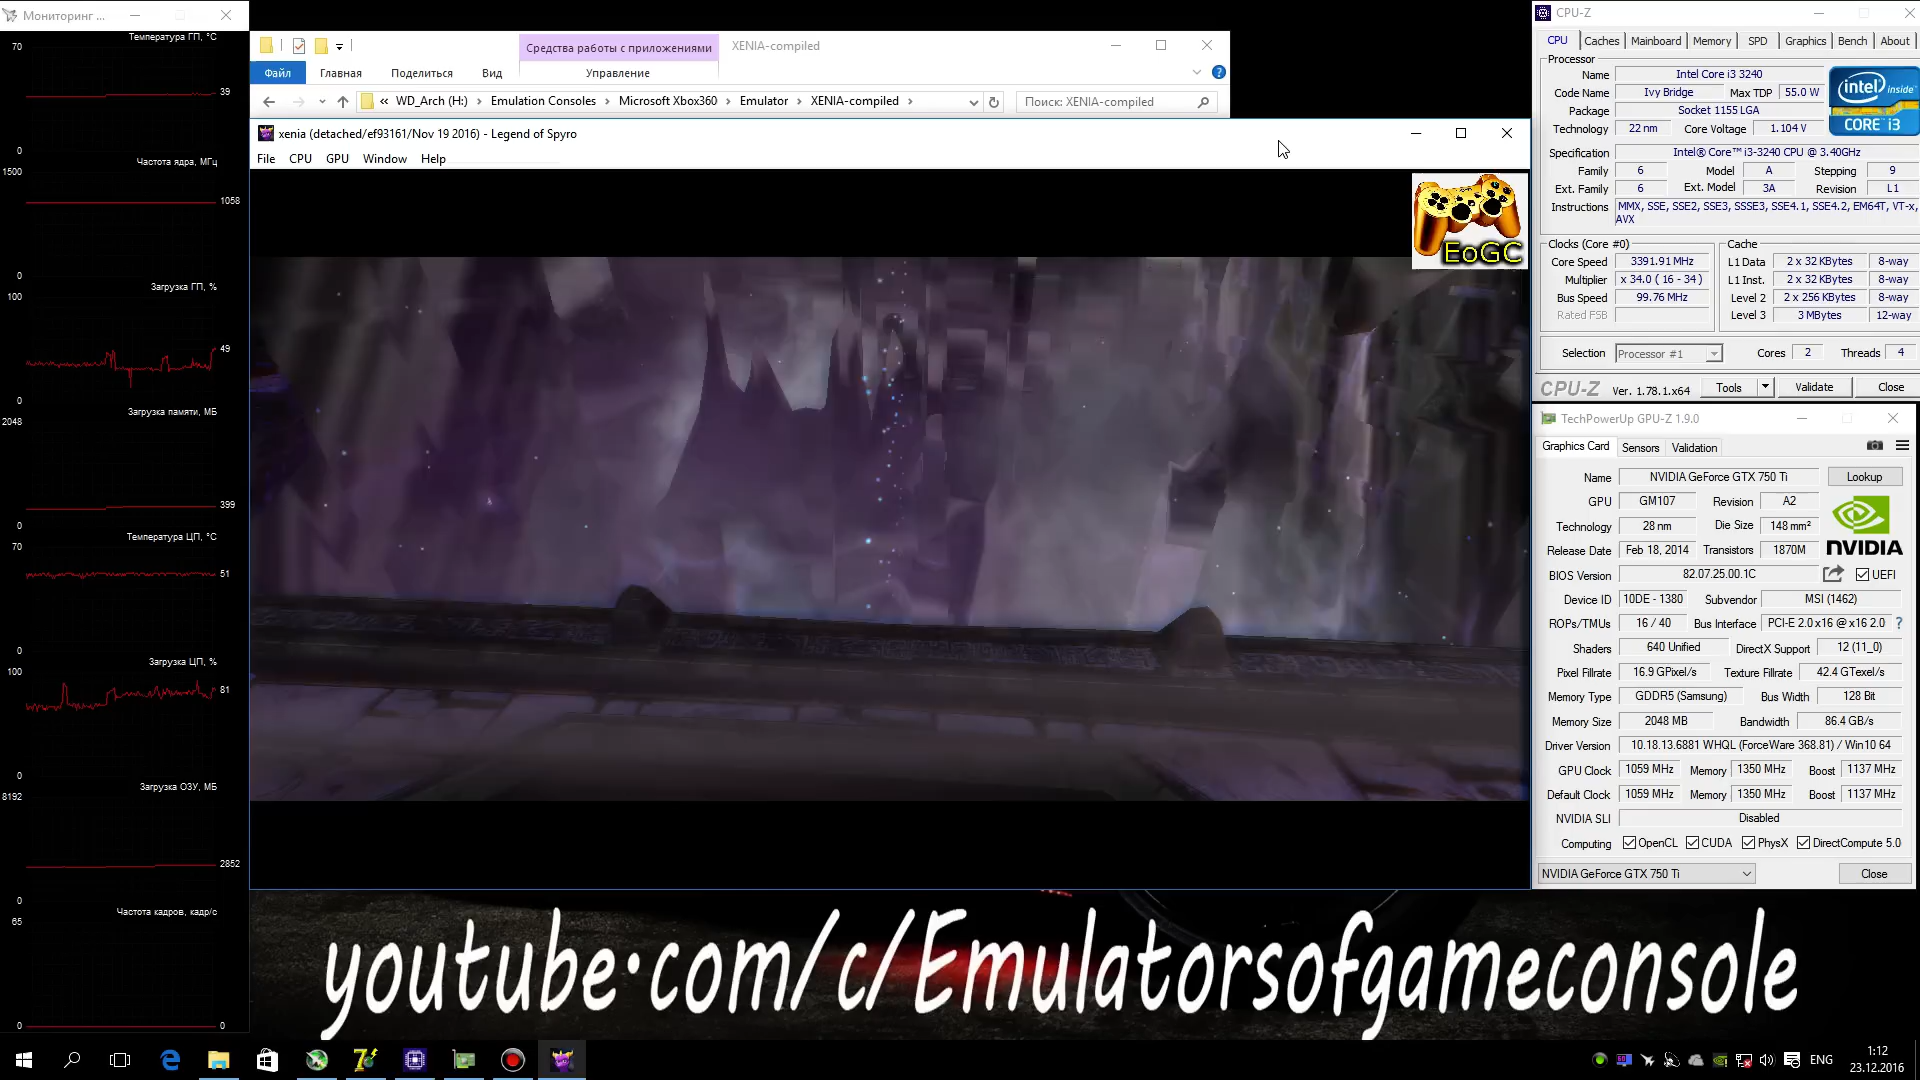 Мониторинг ...
Температура ГП, °C
70
39
0
Частота ядра, МГц
1500
1058
0
Загрузка ГП, %
100
49
0
Загрузка памяти, МБ
2048
399
0
Температура ЦП, °C
70
51
0
Загрузка ЦП, %
100
81
0
Загрузка ОЗУ, МБ
8192
2852
0
Частота кадров, кадр/с
65
0 0
Средства работы с приложениями XENIA-compiled
Файл Главная Поделиться Вид Управление
« WD_Arch (H:) Emulation Consoles Microsoft Xbox360 Emulator XENIA-compiled Поиск: XENIA-compiled
xenia (detached/ef93161/Nov 19 2016) - Legend of Spyro
File CPU GPU Window Help
EoGC
youtube.com/c/Emulatorsofgameconsole
CPU-Z
CPU Caches Mainboard Memory SPD Graphics Bench About
Processor
Name Intel Core i3 3240
Code Name Ivy Bridge Max TDP 55.0 W
Package Socket 1155 LGA
Technology 22 nm Core Voltage 1.104 V
intel inside™
CORE i3
Specification Intel® Core™ i3-3240 CPU @ 3.40GHz
Family 6 Model A Stepping 9
Ext. Family 6 Ext. Model 3A Revision L1
Instructions MMX, SSE, SSE2, SSE3, SSSE3, SSE4.1, SSE4.2, EM64T, VT-x,
AVX
Clocks (Core #0) Cache
Core Speed 3391.91 MHz L1 Data 2 x 32 KBytes 8-way
Multiplier x 34.0 ( 16 - 34 ) L1 Inst. 2 x 32 KBytes 8-way
Bus Speed 99.76 MHz Level 2 2 x 256 KBytes 8-way
Rated FSB Level 3 3 MBytes 12-way
Selection Processor #1 Cores 2 Threads 4
CPU-Z Ver. 1.78.1.x64 Tools Validate Close
TechPowerUp GPU-Z 1.9.0
Graphics Card Sensors Validation
Name NVIDIA GeForce GTX 750 Ti Lookup
GPU GM107 Revision A2
Technology 28 nm Die Size 148 mm²
Release Date Feb 18, 2014 Transistors 1870M
NVIDIA
BIOS Version 82.07.25.00.1C UEFI
Device ID 10DE - 1380 Subvendor MSI (1462)
ROPs/TMUs 16 / 40 Bus Interface PCI-E 2.0 x16 @ x16 2.0 ?
Shaders 640 Unified DirectX Support 12 (11_0)
Pixel Fillrate 16.9 GPixel/s Texture Fillrate 42.4 GTexel/s
Memory Type GDDR5 (Samsung) Bus Width 128 Bit
Memory Size 2048 MB Bandwidth 86.4 GB/s
Driver Version 10.18.13.6881 WHQL (ForceWare 368.81) / Win10 64
GPU Clock 1059 MHz Memory 1350 MHz Boost 1137 MHz
Default Clock 1059 MHz Memory 1350 MHz Boost 1137 MHz
NVIDIA SLI Disabled
Computing OpenCL CUDA PhysX DirectCompute 5.0
NVIDIA GeForce GTX 750 Ti Close
ENG 1:12
23.12.2016